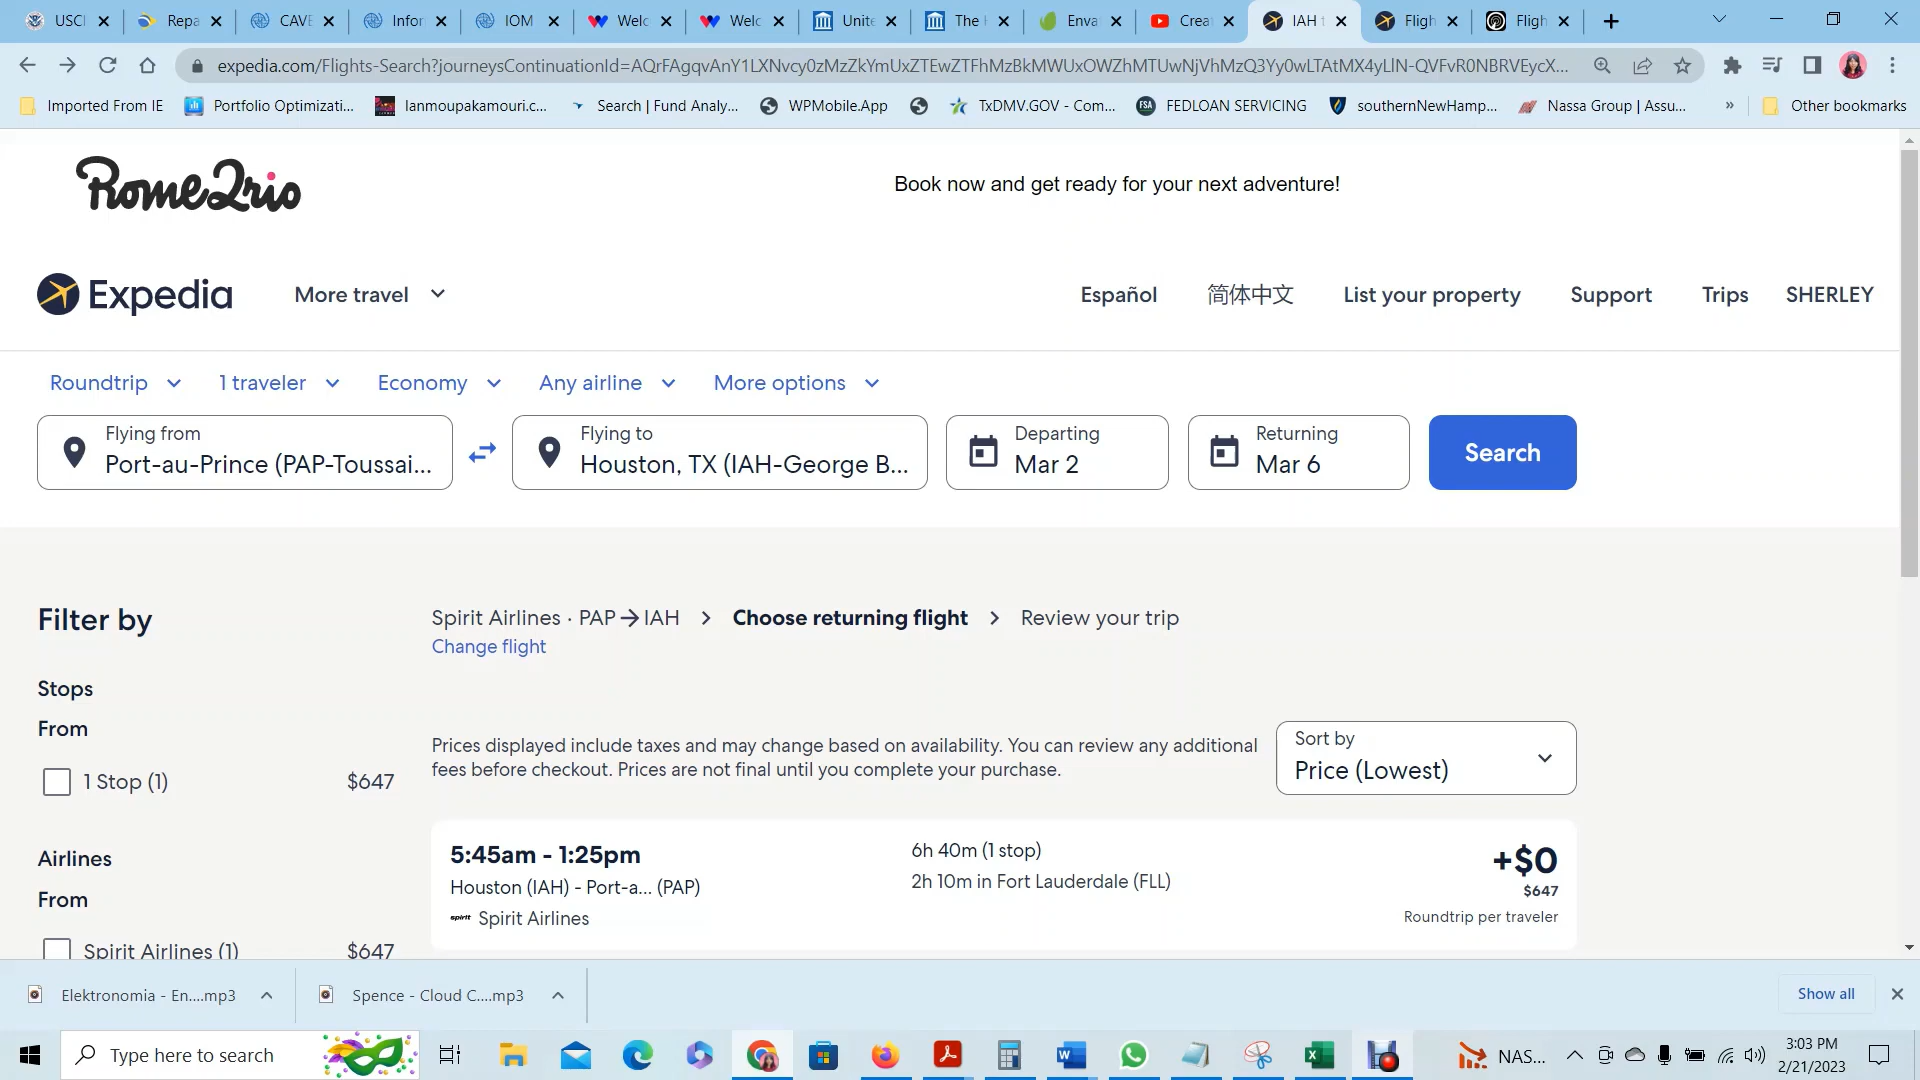 USCI
Repa
CAVE
Infor
IOM
Welc
Welc
Unite
The
Enva
Crea
IAH t
Fligh
Fligh
expedia.com/Flights-Search?journeysContinuationId=
Imported From IE
Portfolio Optimizati...
lanmoupakamouri.c...
Search | Fund Analy...
WPMobile.App
TxDMV.GOV - Com...
FEDLOAN SERVICING
southernNewHamp...
Nassa Group | Assu...
»
Other bookmarks
Rome2rio
Book now and get ready for your next adventure!
Expedia
More travel
Español
简体中文
List your property
Support
Trips
SHERLEY
Roundtrip
1 traveler
Economy
Any airline
More options
Flying from
Port-au-Prince (PAP-Toussai...
Flying to
Houston, TX (IAH-George B...
Departing
Mar 2
Returning
Mar 6
Search
Filter by
Spirit Airlines · PAP → IAH
Choose returning flight
Review your trip
Change flight
Stops
From
1 Stop (1) $647
Prices displayed include taxes and may change based on availability. You can review any additional
fees before checkout. Prices are not final until you complete your purchase.
Sort by
Price (Lowest)
Airlines
From
Spirit Airlines (1) $647
5:45am - 1:25pm
Houston (IAH) - Port-a... (PAP)
spirit Spirit Airlines
6h 40m (1 stop)
2h 10m in Fort Lauderdale (FLL)
+$0
$647
Roundtrip per traveler
Elektronomia - En....mp3
Spence - Cloud C....mp3
Show all
Type here to search
NAS...
3:03 PM
2/21/2023